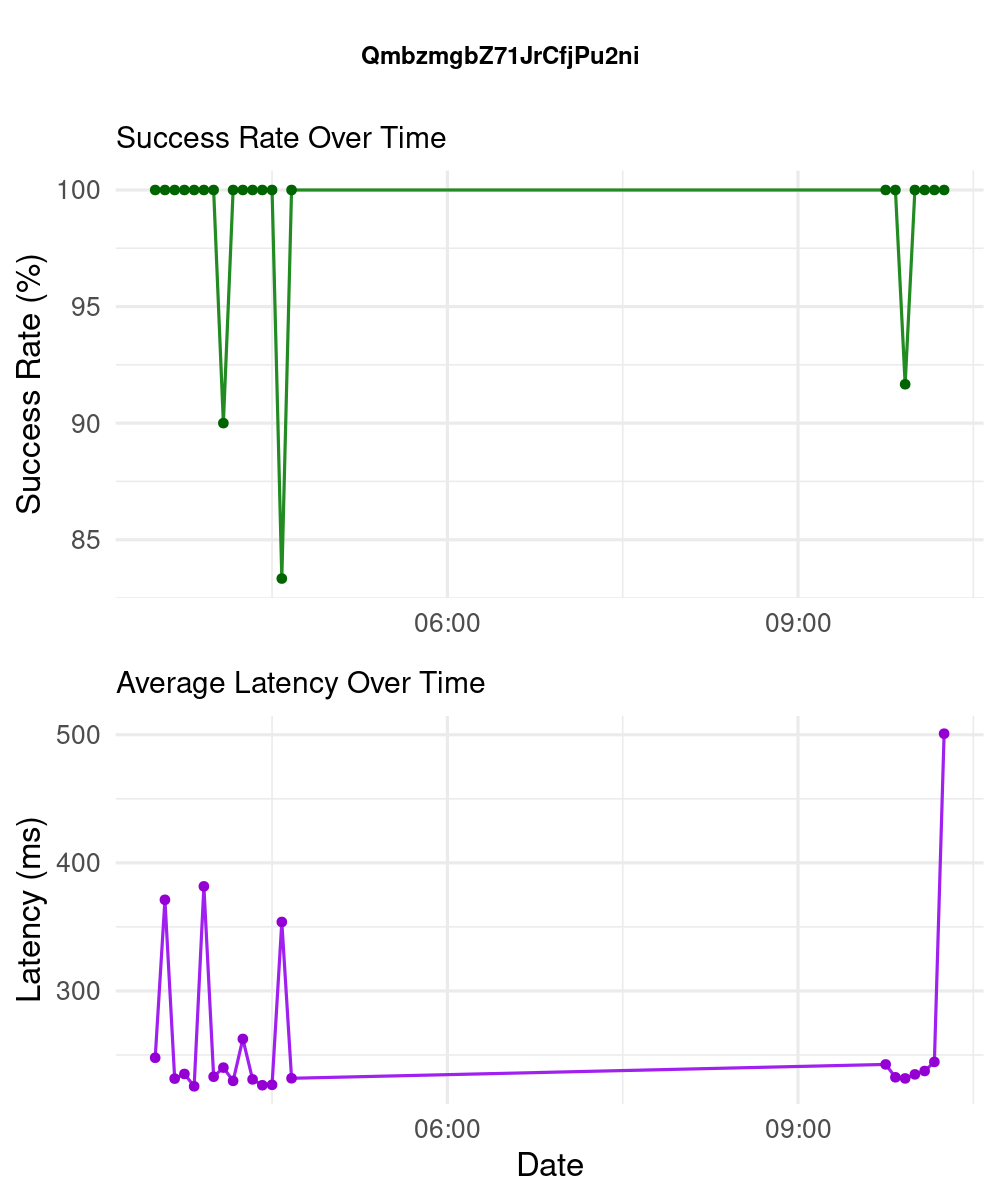 QmbzmgbZ71JrCfjPu2ni
Success Rate Over Time
Success Rate (%)
100
95
90
85
06:00 09:00
Average Latency Over Time
Latency (ms)
500
400
300
06:00 09:00
Date